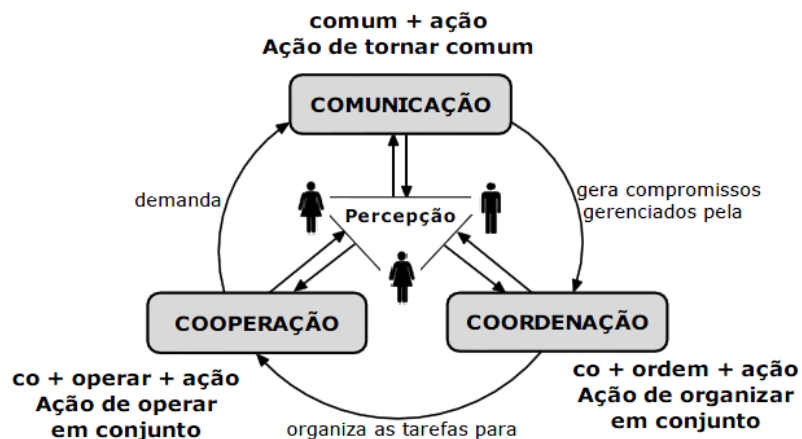 comum + ação
Ação de tornar comum
COMUNICAÇÃO
demanda
gera compromissos
gerenciados pela
Percepção
COOPERAÇÃO
COORDENAÇÃO
co + operar + ação
Ação de operar
em conjunto
co + ordem + ação
Ação de organizar
em conjunto
organiza as tarefas para